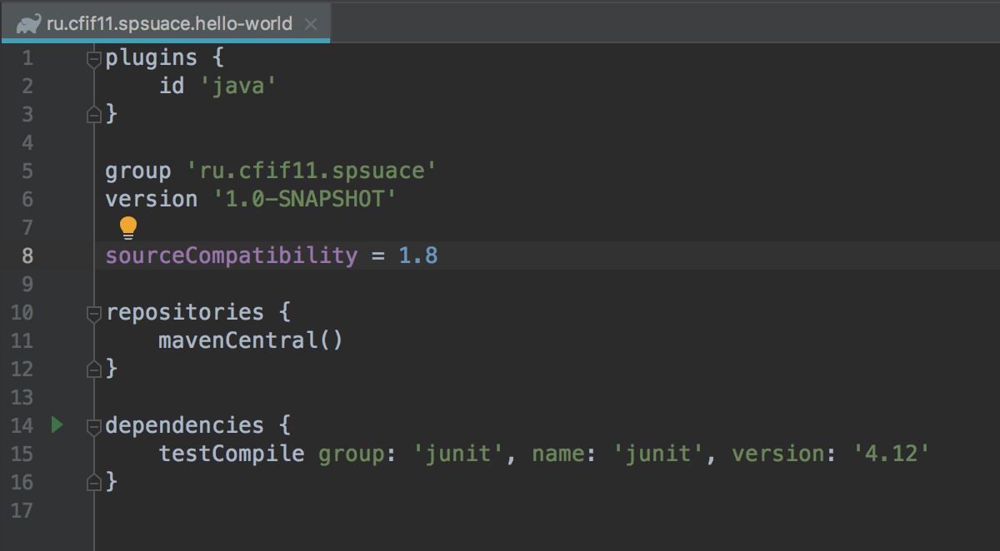 ru.cfif11.spsuace.hello-world
1 plugins {
2     id 'java'
3 }
4
5 group 'ru.cfif11.spsuace'
6 version '1.0-SNAPSHOT'
7
8 sourceCompatibility = 1.8
9
10 repositories {
11     mavenCentral()
12 }
13
14 dependencies {
15     testCompile group: 'junit', name: 'junit', version: '4.12'
16 }
17